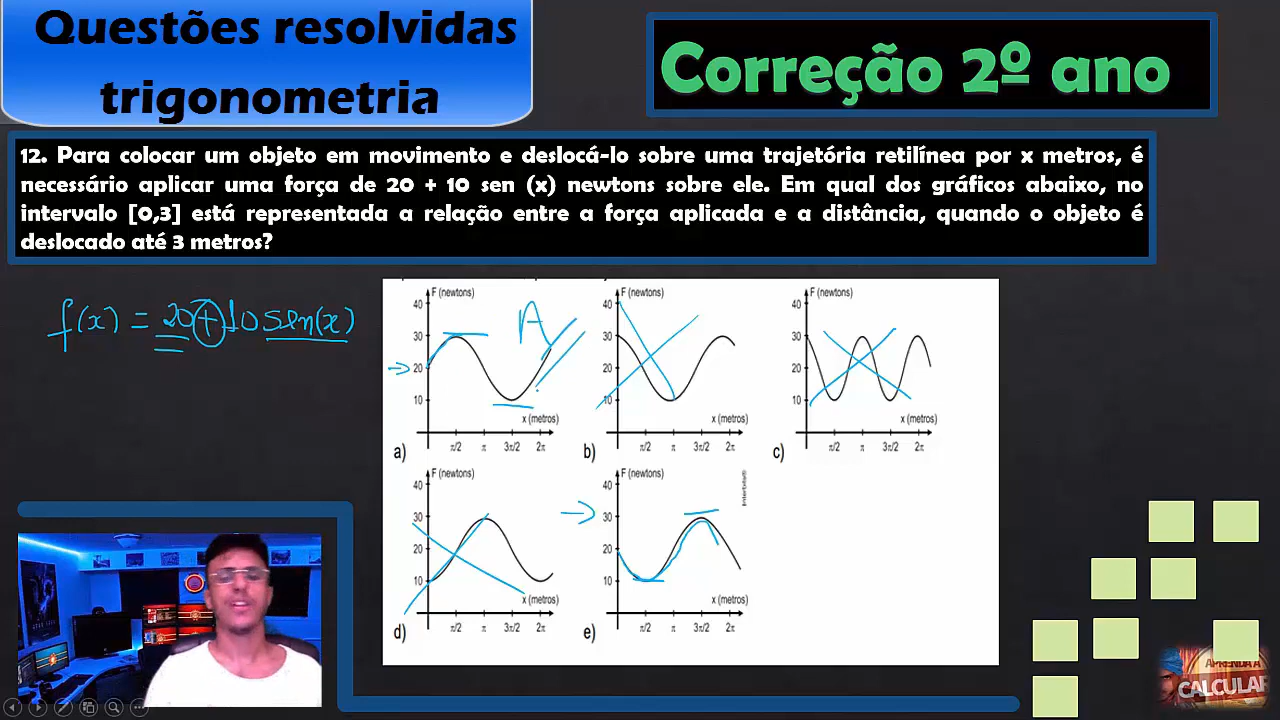 Questões resolvidas
trigonometria
Correção 2º ano
12. Para colocar um objeto em movimento e deslocá-lo sobre uma trajetória retilínea por x metros, é
necessário aplicar uma força de 20 + 10 sen (x) newtons sobre ele. Em qual dos gráficos abaixo, no
intervalo [0,3] está representada a relação entre a força aplicada e a distância, quando o objeto é
deslocado até 3 metros?
f(x) = 20 + 10 sen(x)
A
F (newtons)
40
30
20
10
x (metros)
π/2 π 3π/2 2π
a)
F (newtons)
40
30
20
10
x (metros)
π/2 π 3π/2 2π
b)
F (newtons)
40
30
20
10
x (metros)
π/2 π 3π/2 2π
c)
F (newtons)
40
30
20
10
x (metros)
π/2 π 3π/2 2π
d)
F (newtons)
40
30
20
10
x (metros)
π/2 π 3π/2 2π
e)
APRENDA A
CALCULAR